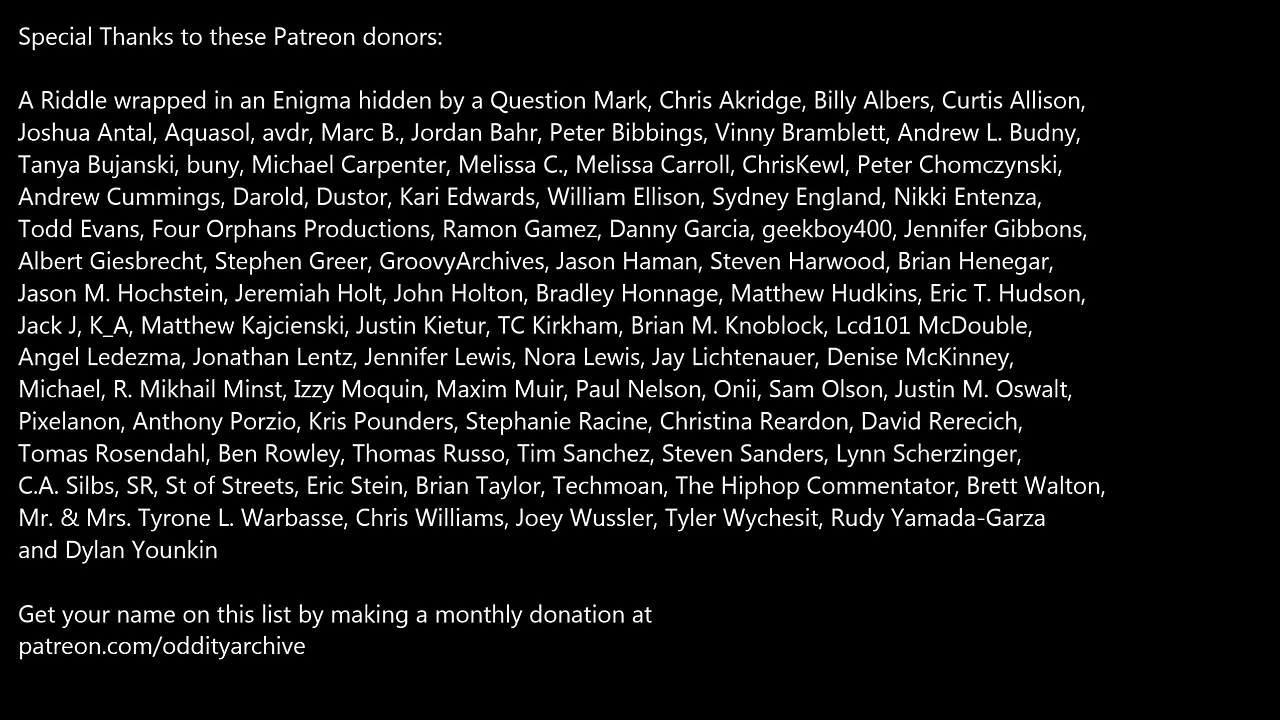 Special Thanks to these Patreon donors:
A Riddle wrapped in an Enigma hidden by a Question Mark, Chris Akridge, Billy Albers, Curtis Allison,
Joshua Antal, Aquasol, avdr, Marc B., Jordan Bahr, Peter Bibbings, Vinny Bramblett, Andrew L. Budny,
Tanya Bujanski, buny, Michael Carpenter, Melissa C., Melissa Carroll, ChrisKewl, Peter Chomczynski,
Andrew Cummings, Darold, Dustor, Kari Edwards, William Ellison, Sydney England, Nikki Entenza,
Todd Evans, Four Orphans Productions, Ramon Gamez, Danny Garcia, geekboy400, Jennifer Gibbons,
Albert Giesbrecht, Stephen Greer, GroovyArchives, Jason Haman, Steven Harwood, Brian Henegar,
Jason M. Hochstein, Jeremiah Holt, John Holton, Bradley Honnage, Matthew Hudkins, Eric T. Hudson,
Jack J, K_A, Matthew Kajcienski, Justin Kietur, TC Kirkham, Brian M. Knoblock, Lcd101 McDouble,
Angel Ledezma, Jonathan Lentz, Jennifer Lewis, Nora Lewis, Jay Lichtenauer, Denise McKinney,
Michael, R. Mikhail Minst, Izzy Moquin, Maxim Muir, Paul Nelson, Onii, Sam Olson, Justin M. Oswalt,
Pixelanon, Anthony Porzio, Kris Pounders, Stephanie Racine, Christina Reardon, David Rerecich,
Tomas Rosendahl, Ben Rowley, Thomas Russo, Tim Sanchez, Steven Sanders, Lynn Scherzinger,
C.A. Silbs, SR, St of Streets, Eric Stein, Brian Taylor, Techmoan, The Hiphop Commentator, Brett Walton,
Mr. & Mrs. Tyrone L. Warbasse, Chris Williams, Joey Wussler, Tyler Wychesit, Rudy Yamada-Garza
and Dylan Younkin
Get your name on this list by making a monthly donation at
patreon.com/oddityarchive